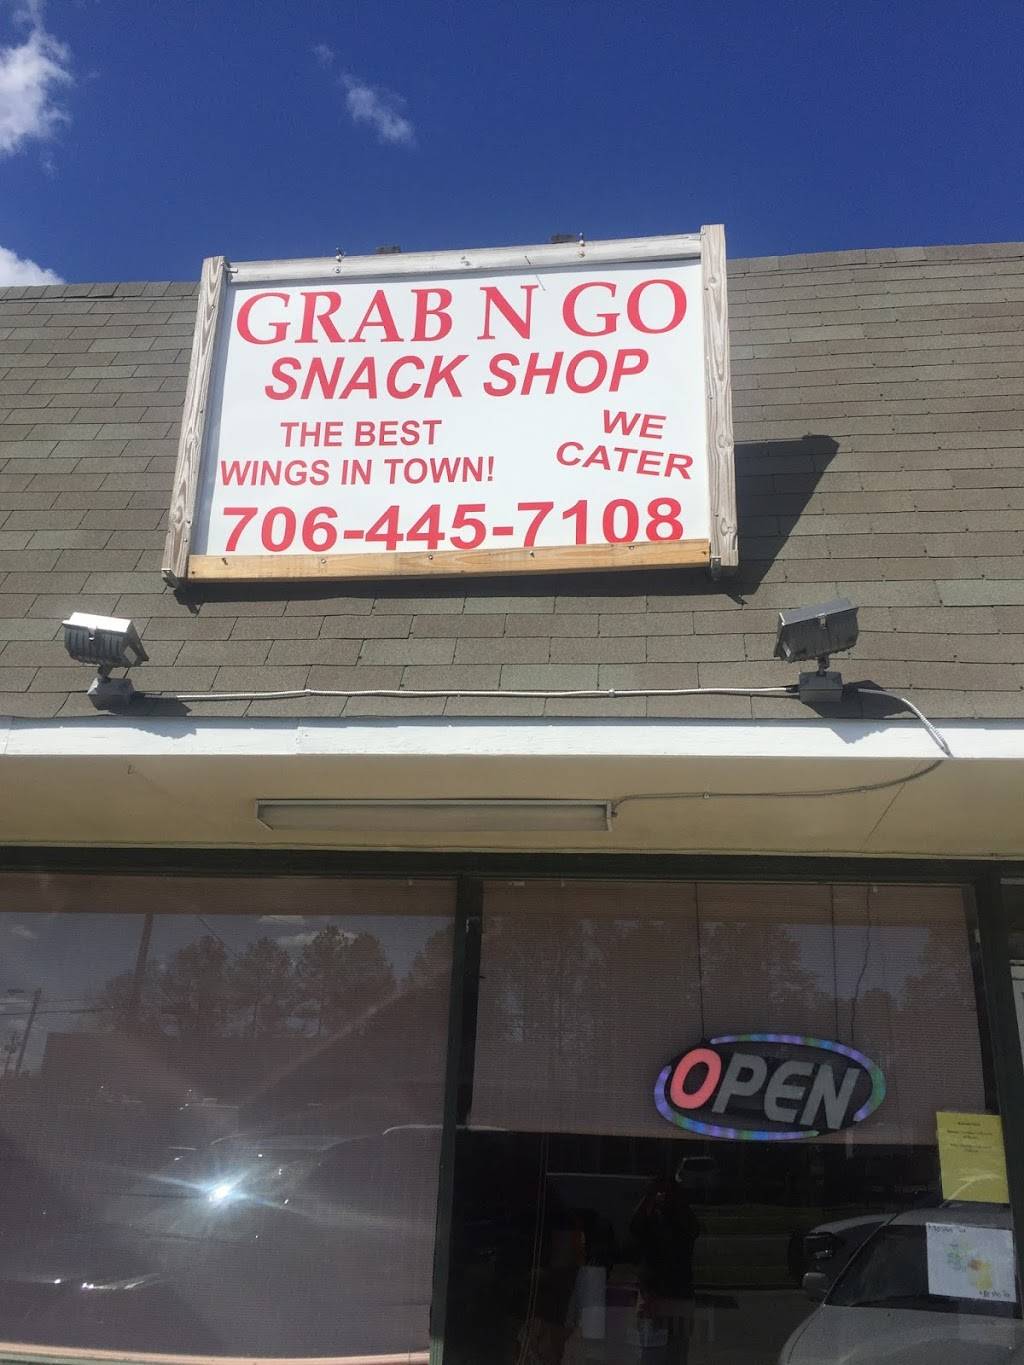 GRAB N GO
SNACK SHOP
THE BEST
WINGS IN TOWN!
WE
CATER
706-445-7108
OPEN